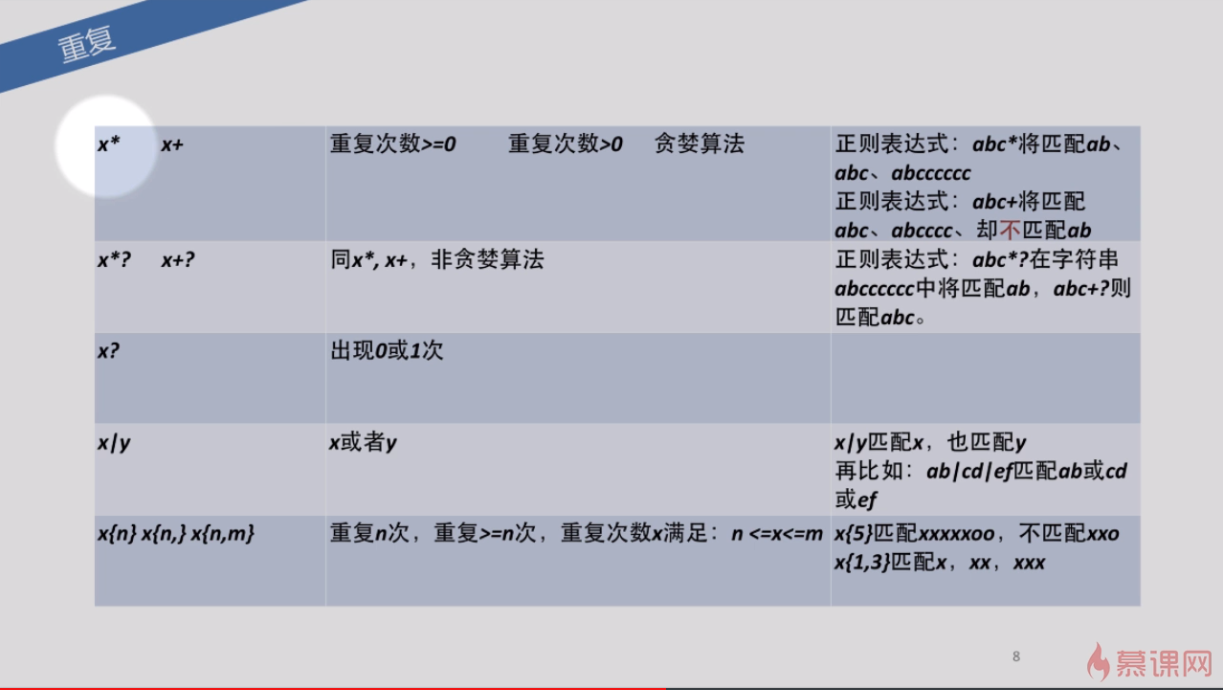 重复
x* x+ 重复次数>=0 重复次数>0 贪婪算法 正则表达式：abc*将匹配ab、
abc、abcccccc
正则表达式：abc+将匹配
abc、abcccc、却不匹配ab
x*? x+? 同x*, x+，非贪婪算法 正则表达式：abc*?在字符串
abcccccc中将匹配ab，abc+?则
匹配abc。
x? 出现0或1次
x|y x或者y x|y匹配x，也匹配y
再比如：ab|cd|ef匹配ab或cd
或ef
x{n} x{n,} x{n,m} 重复n次，重复>=n次，重复次数x满足：n <=x<=m x{5}匹配xxxxxoo，不匹配xxo
x{1,3}匹配x，xx，xxx
8
慕课网